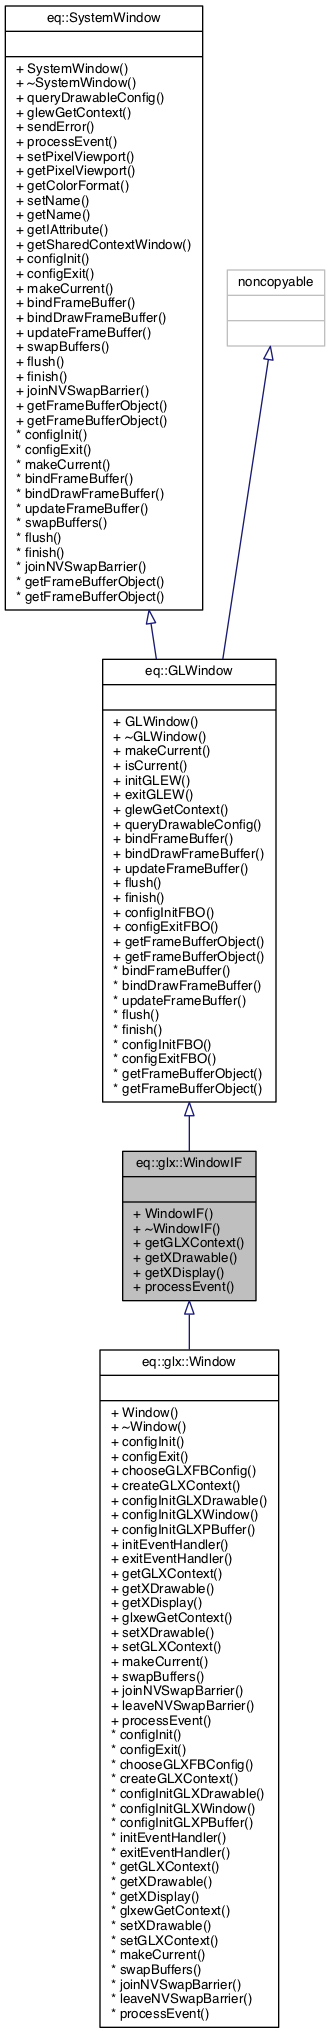 eq::SystemWindow
+ SystemWindow()
+ ~SystemWindow()
+ queryDrawableConfig()
+ glewGetContext()
+ sendError()
+ processEvent()
+ setPixelViewport()
+ getPixelViewport()
+ getColorFormat()
+ setName()
+ getName()
+ getIAttribute()
+ getSharedContextWindow()
+ configInit()
+ configExit()
+ makeCurrent()
+ bindFrameBuffer()
+ bindDrawFrameBuffer()
+ updateFrameBuffer()
+ swapBuffers()
+ flush()
+ finish()
+ joinNVSwapBarrier()
+ getFrameBufferObject()
+ getFrameBufferObject()
* configInit()
* configExit()
* makeCurrent()
* bindFrameBuffer()
* bindDrawFrameBuffer()
* updateFrameBuffer()
* swapBuffers()
* flush()
* finish()
* joinNVSwapBarrier()
* getFrameBufferObject()
* getFrameBufferObject()
noncopyable
eq::GLWindow
+ GLWindow()
+ ~GLWindow()
+ makeCurrent()
+ isCurrent()
+ initGLEW()
+ exitGLEW()
+ glewGetContext()
+ queryDrawableConfig()
+ bindFrameBuffer()
+ bindDrawFrameBuffer()
+ updateFrameBuffer()
+ flush()
+ finish()
+ configInitFBO()
+ configExitFBO()
+ getFrameBufferObject()
+ getFrameBufferObject()
* bindFrameBuffer()
* bindDrawFrameBuffer()
* updateFrameBuffer()
* flush()
* finish()
* configInitFBO()
* configExitFBO()
* getFrameBufferObject()
* getFrameBufferObject()
eq::glx::WindowIF
+ WindowIF()
+ ~WindowIF()
+ getGLXContext()
+ getXDrawable()
+ getXDisplay()
+ processEvent()
eq::glx::Window
+ Window()
+ ~Window()
+ configInit()
+ configExit()
+ chooseGLXFBConfig()
+ createGLXContext()
+ configInitGLXDrawable()
+ configInitGLXWindow()
+ configInitGLXPBuffer()
+ initEventHandler()
+ exitEventHandler()
+ getGLXContext()
+ getXDrawable()
+ getXDisplay()
+ glxewGetContext()
+ setXDrawable()
+ setGLXContext()
+ makeCurrent()
+ swapBuffers()
+ joinNVSwapBarrier()
+ leaveNVSwapBarrier()
+ processEvent()
* configInit()
* configExit()
* chooseGLXFBConfig()
* createGLXContext()
* configInitGLXDrawable()
* configInitGLXWindow()
* configInitGLXPBuffer()
* initEventHandler()
* exitEventHandler()
* getGLXContext()
* getXDrawable()
* getXDisplay()
* glxewGetContext()
* setXDrawable()
* setGLXContext()
* makeCurrent()
* swapBuffers()
* joinNVSwapBarrier()
* leaveNVSwapBarrier()
* processEvent()